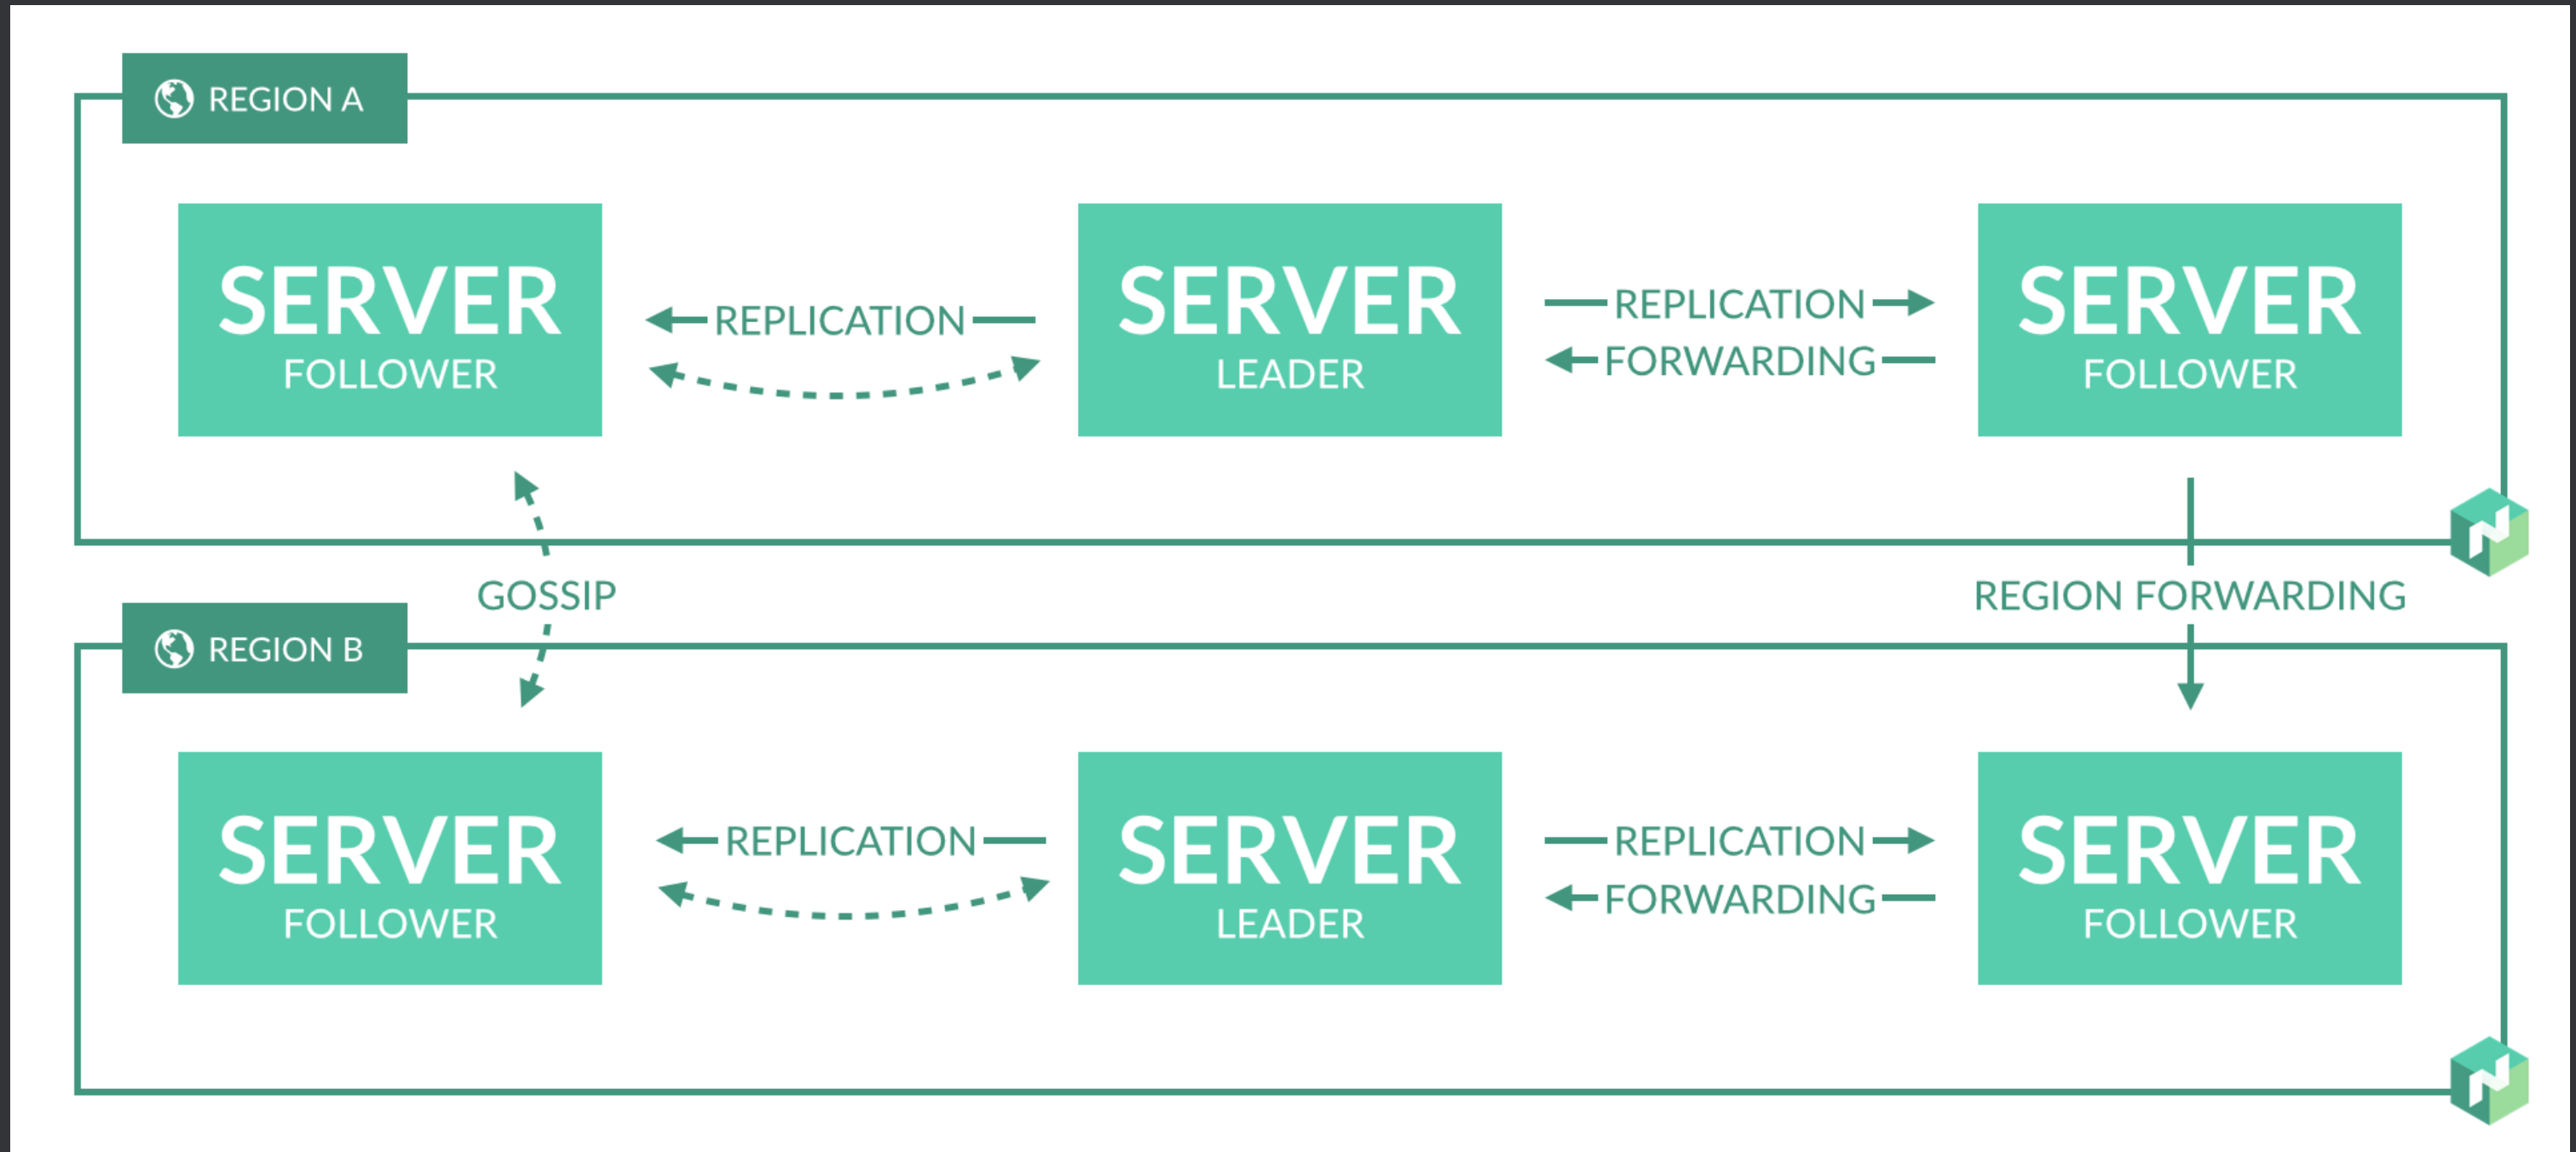 REGION A
SERVER
FOLLOWER
REPLICATION
SERVER
LEADER
REPLICATION
FORWARDING
SERVER
FOLLOWER
GOSSIP
REGION FORWARDING
REGION B
SERVER
FOLLOWER
REPLICATION
SERVER
LEADER
REPLICATION
FORWARDING
SERVER
FOLLOWER